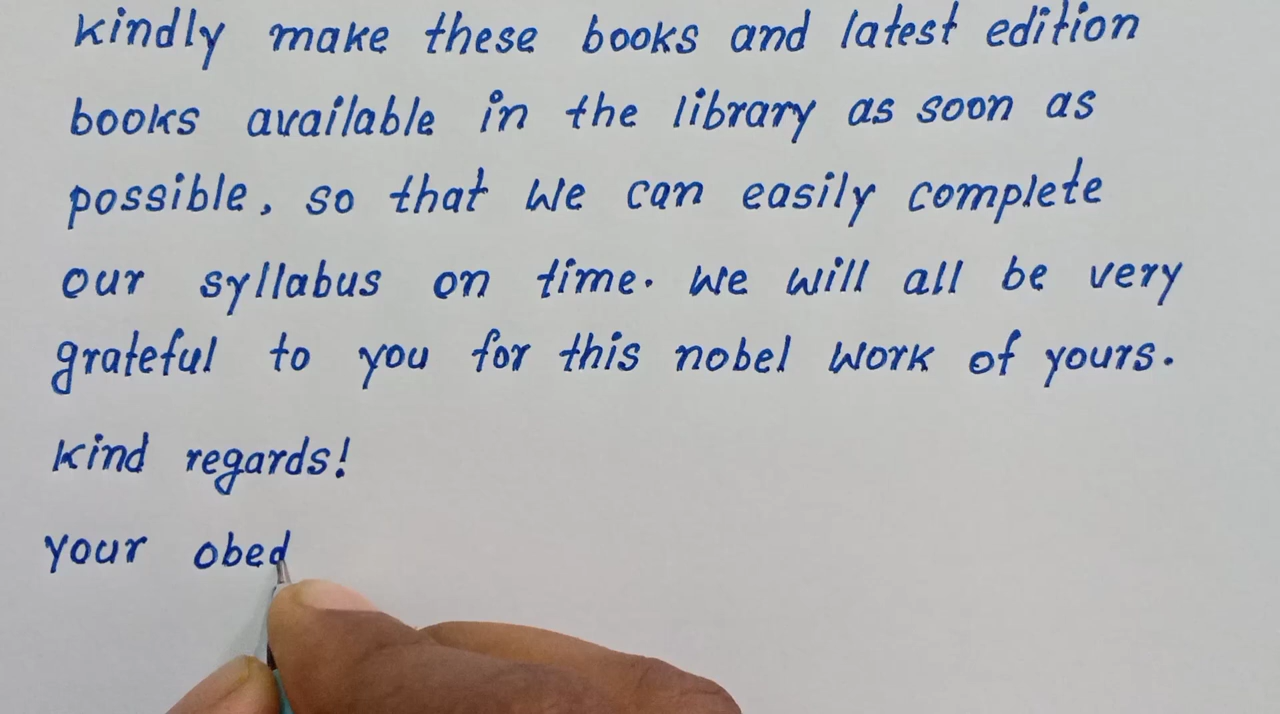 kindly make these books and latest edition
books available in the library as soon as
possible, so that we can easily complete
our syllabus on time. We will all be very
grateful to you for this nobel work of yours.
kind regards!
your obed